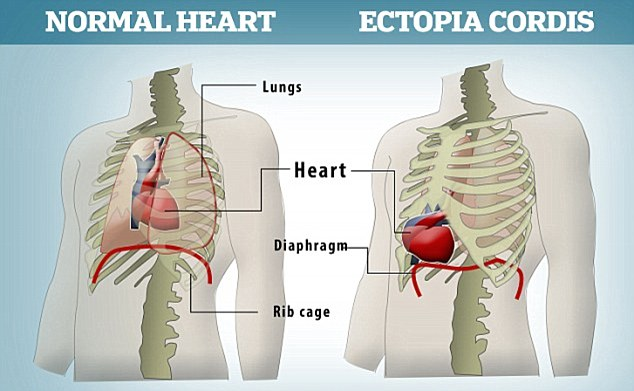 NORMAL HEART
ECTOPIA CORDIS
Lungs
Heart
Diaphragm
Rib cage